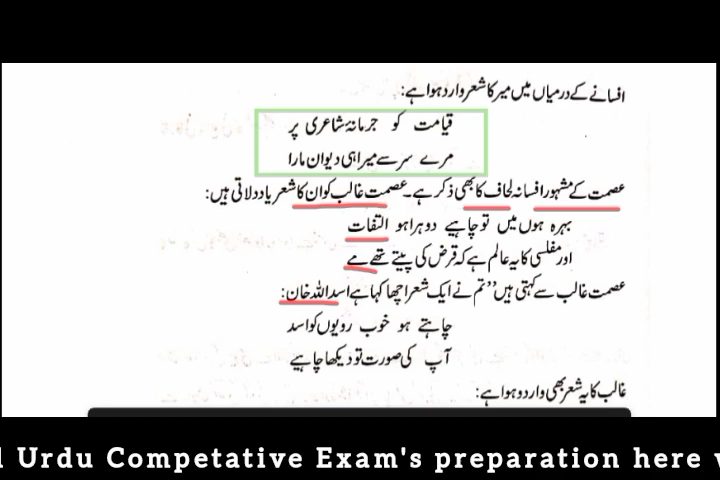 افسانے کے درمیاں میں میر کا شعر وارد ہوا ہے:
قیامت کو جرمانۂ شاعری پر
مرے سر سے میرا ہی دیوان مارا
عصمت کے مشہور افسانہ لحاف کا بھی ذکر ہے۔ عصمت غالب کو ان کا شعر یاد دلاتی ہیں:
بہرہ ہوں میں تو چاہیے دوہرا ہو التفات
اور مفلسی کا یہ عالم ہے کہ قرض کی پیتے تھے مے
عصمت غالب سے کہتی ہیں ”تم نے ایک شعر اچھا کہا ہے اسد اللہ خان:
چاہتے ہو خوب رویوں کو اسد
آپ کی صورت تو دیکھا چاہیے
غالب کا یہ شعر بھی وارد ہوا ہے:
Urdu Competative Exam's preparation here